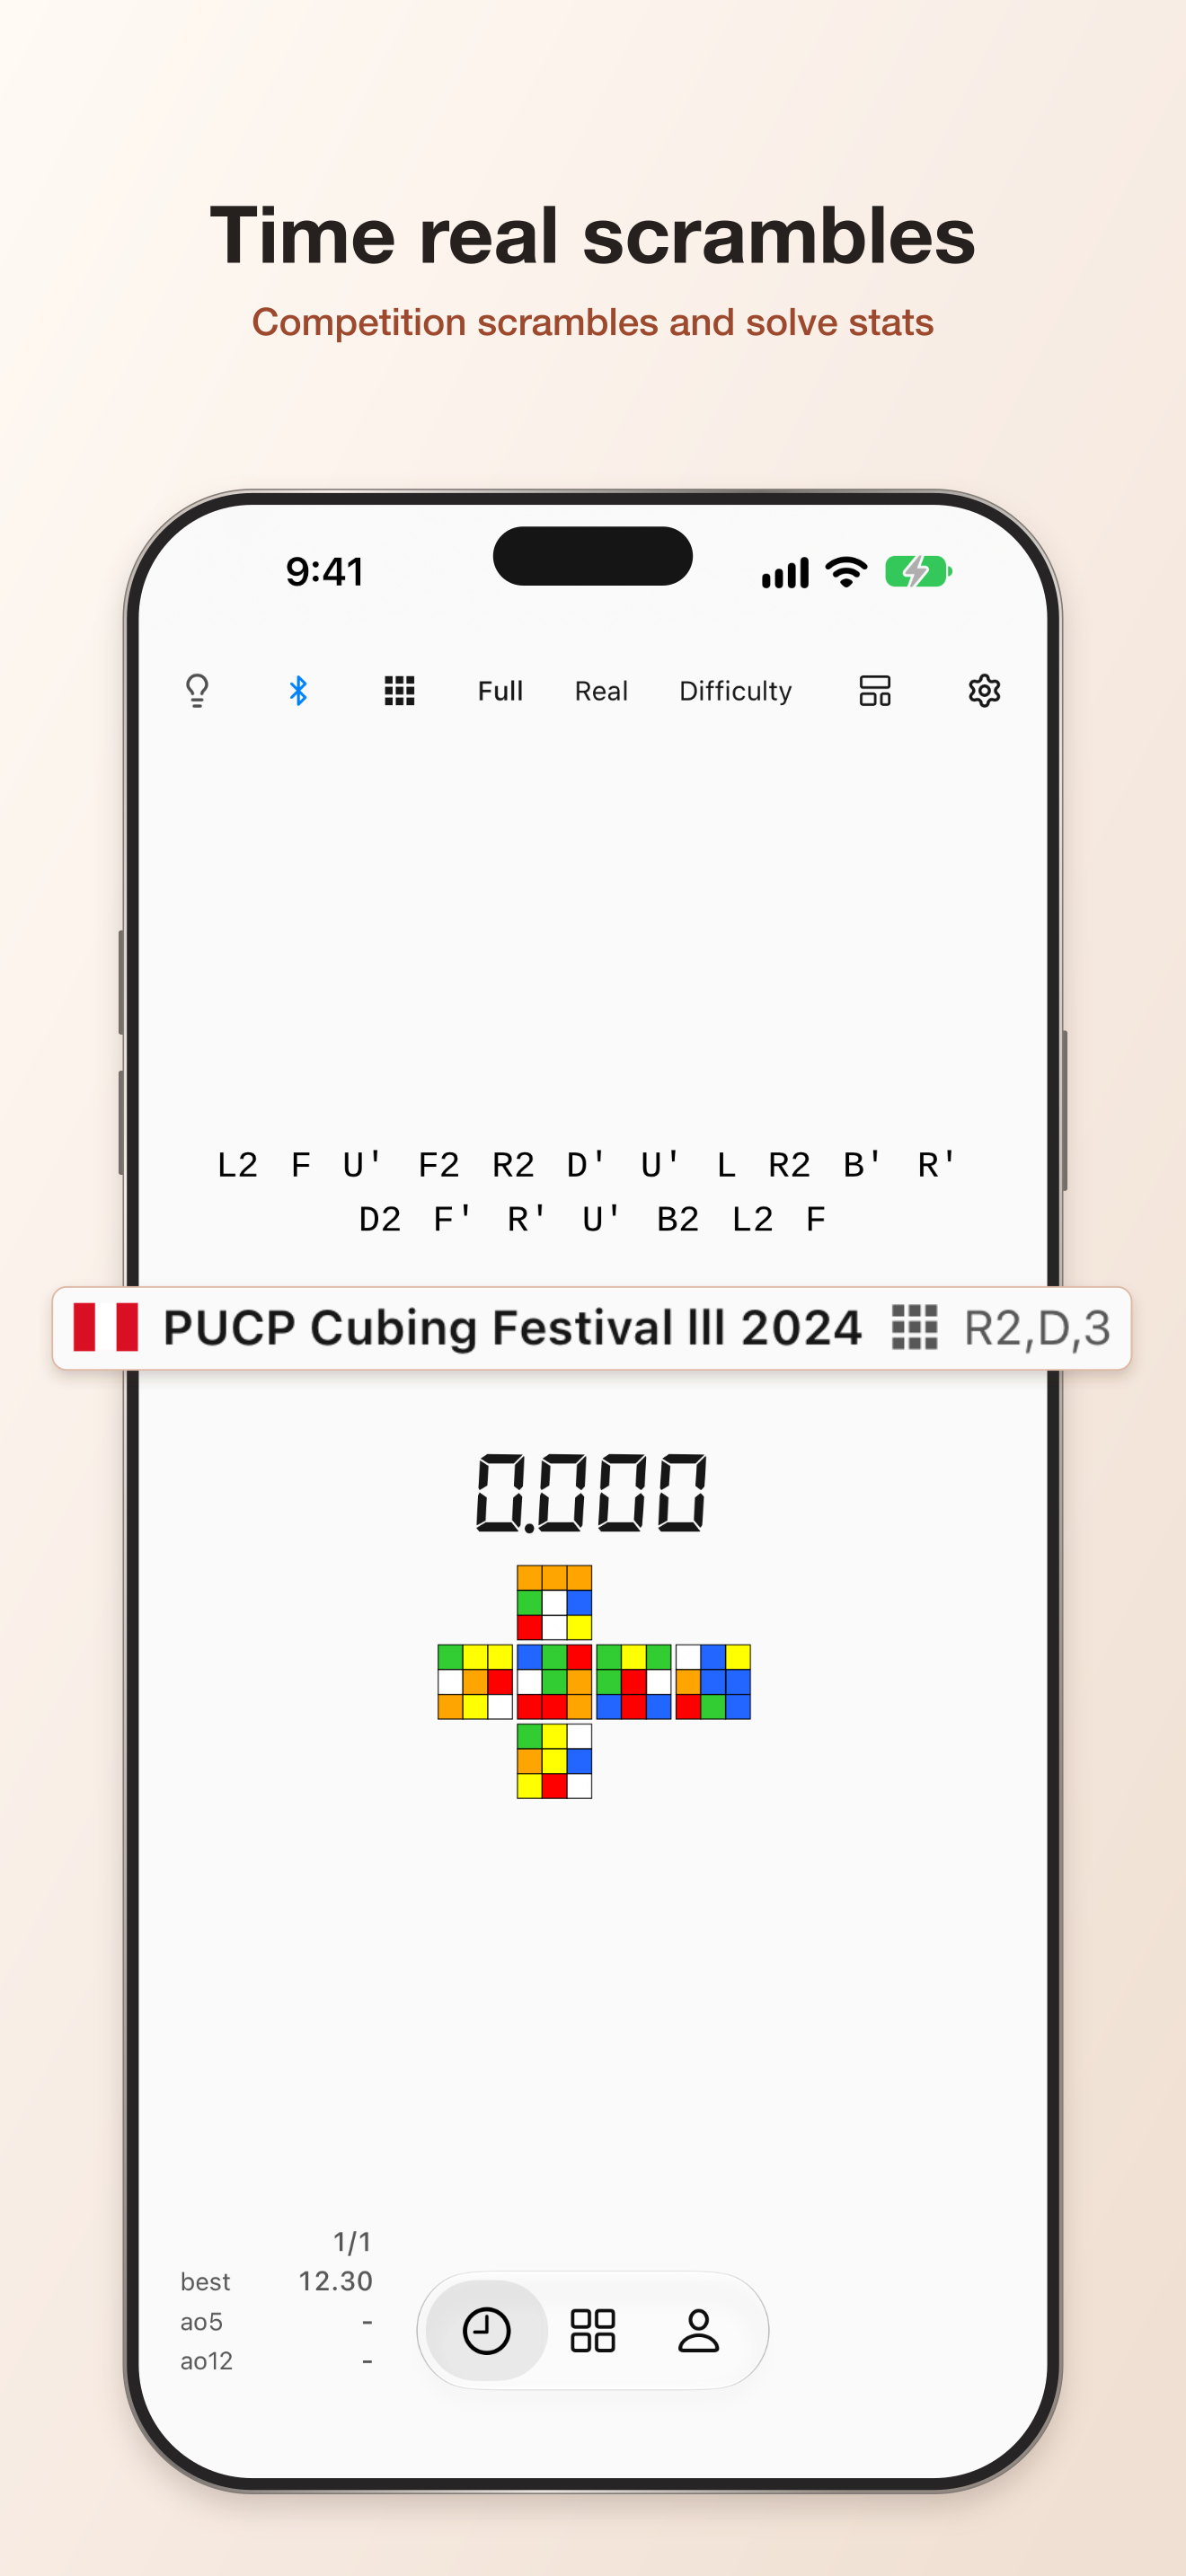 Time real scrambles
Competition scrambles and solve stats
9:41
Full Real Difficulty
L2 F U' F2 R2 D' U' L R2 B' R'
D2 F' R' U' B2 L2 F
PUCP Cubing Festival III 2024 R2,D,3
0.000
1/1
best 12.30
ao5 -
ao12 -